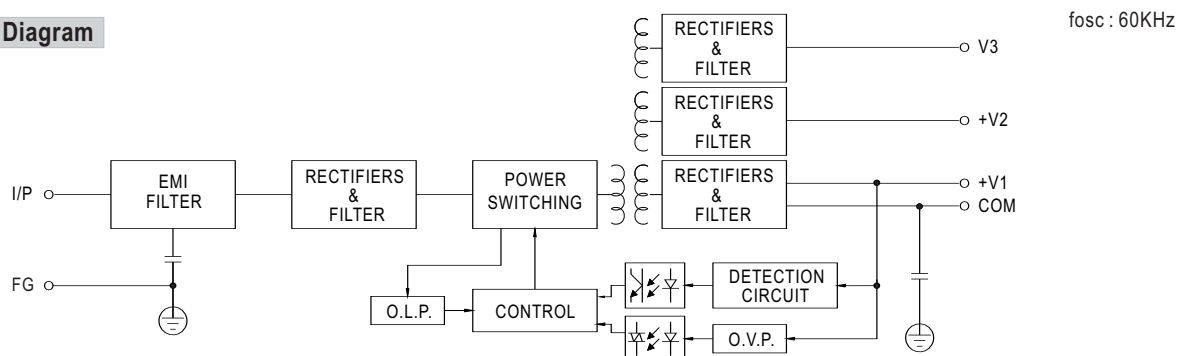 Diagram
fosc : 60KHz
RECTIFIERS
&
FILTER
V3
RECTIFIERS
&
FILTER
+V2
I/P
EMI
FILTER
RECTIFIERS
&
FILTER
POWER
SWITCHING
RECTIFIERS
&
FILTER
+V1
COM
FG
O.L.P.
CONTROL
DETECTION
CIRCUIT
O.V.P.